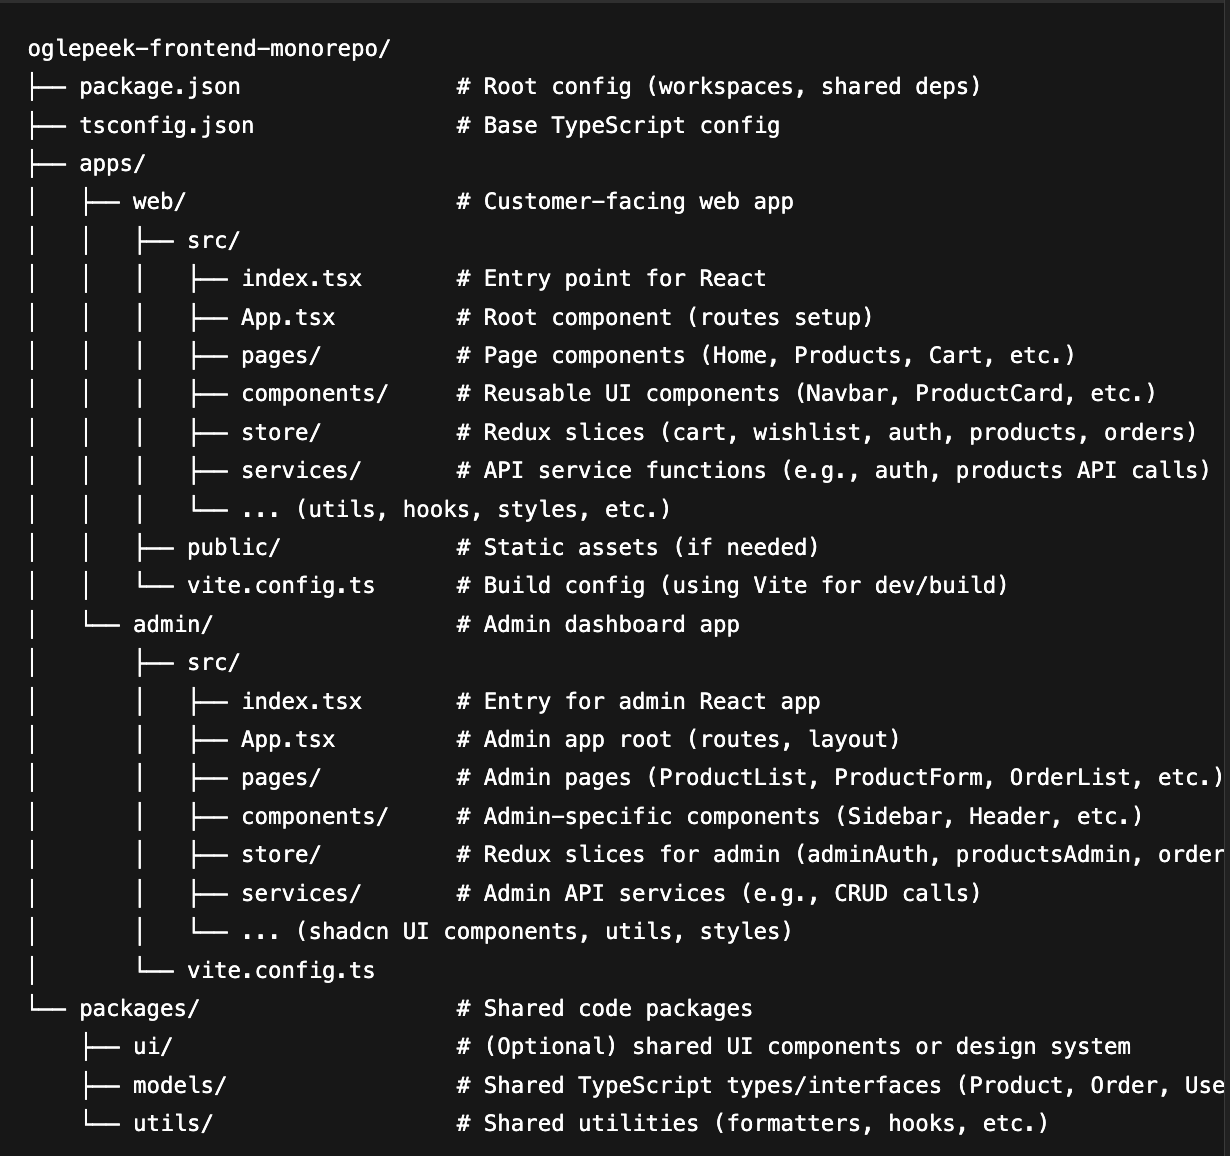 oglepeek-frontend-monorepo/
├── package.json                # Root config (workspaces, shared deps)
├── tsconfig.json               # Base TypeScript config
├── apps/
│   ├── web/                    # Customer-facing web app
│   │   ├── src/
│   │   │   ├── index.tsx       # Entry point for React
│   │   │   ├── App.tsx         # Root component (routes setup)
│   │   │   ├── pages/          # Page components (Home, Products, Cart, etc.)
│   │   │   ├── components/     # Reusable UI components (Navbar, ProductCard, etc.)
│   │   │   ├── store/          # Redux slices (cart, wishlist, auth, products, orders)
│   │   │   ├── services/       # API service functions (e.g., auth, products API calls)
│   │   │   └── ... (utils, hooks, styles, etc.)
│   │   ├── public/             # Static assets (if needed)
│   │   └── vite.config.ts      # Build config (using Vite for dev/build)
│   └── admin/                  # Admin dashboard app
│       ├── src/
│       │   ├── index.tsx       # Entry for admin React app
│       │   ├── App.tsx         # Admin app root (routes, layout)
│       │   ├── pages/          # Admin pages (ProductList, ProductForm, OrderList, etc.)
│       │   ├── components/     # Admin-specific components (Sidebar, Header, etc.)
│       │   ├── store/          # Redux slices for admin (adminAuth, productsAdmin, order
│       │   ├── services/       # Admin API services (e.g., CRUD calls)
│       │   └── ... (shadcn UI components, utils, styles)
│       └── vite.config.ts
└── packages/                   # Shared code packages
    ├── ui/                     # (Optional) shared UI components or design system
    ├── models/                 # Shared TypeScript types/interfaces (Product, Order, Use
    └── utils/                  # Shared utilities (formatters, hooks, etc.)